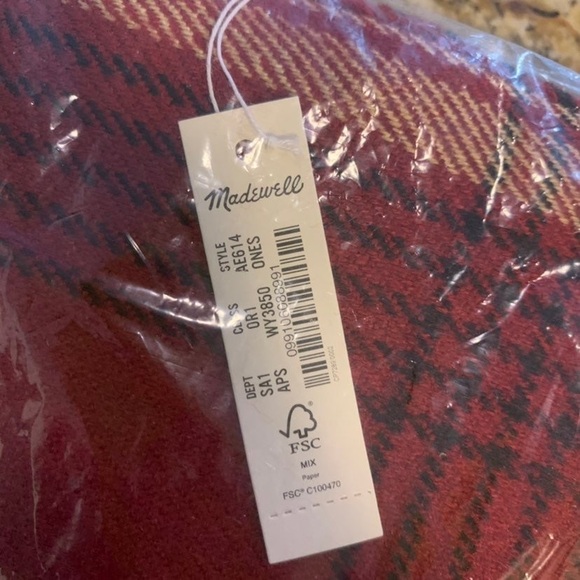 Madewell
STYLE
AE614
ONES
CLASS
OR1
WY3850
DEPT
SA1
APS
FSC®
MIX
Paper
FSC® C100470